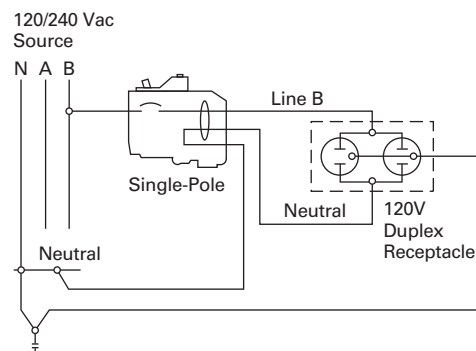 120/240 Vac
Source
N A B
Line B
Single-Pole
Neutral
120V
Duplex
Receptacle
Neutral